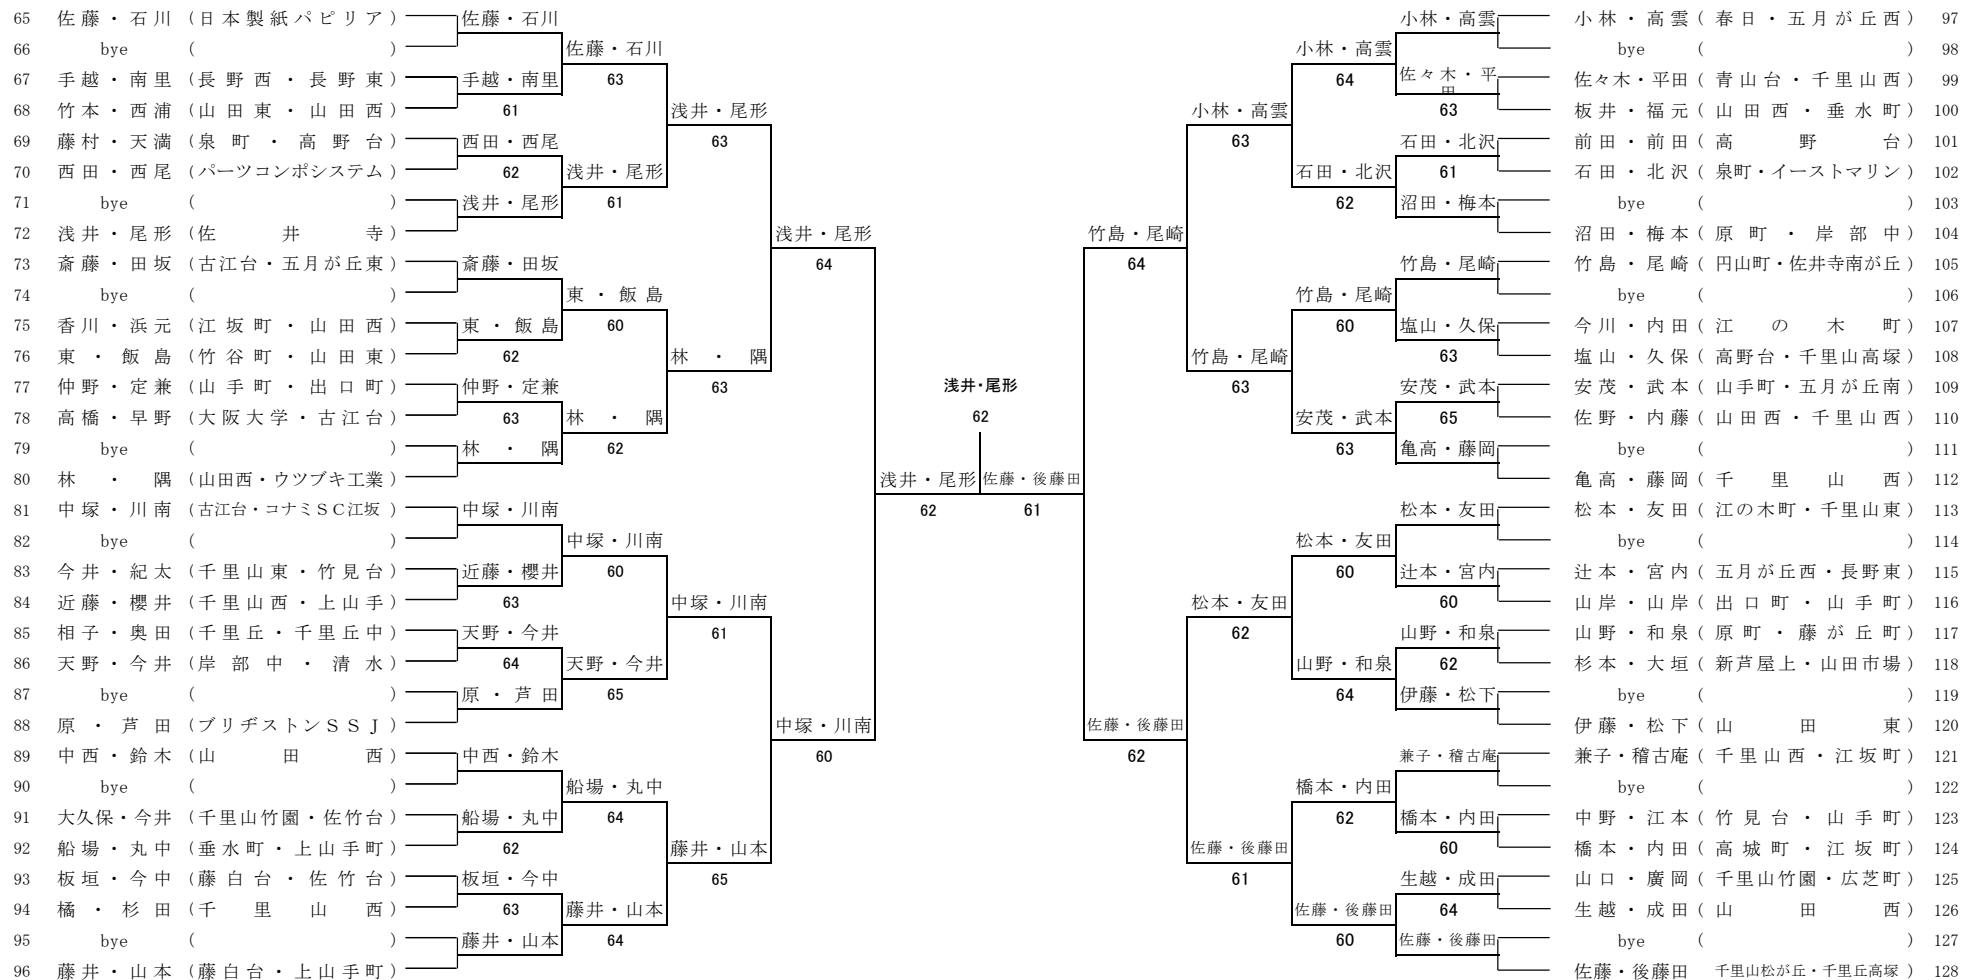 65 佐藤・石川 (日本製紙パピリア) 佐藤・石川 小林・高雲 小林・高雲 ( 春日・五月が丘西 ) 97
66 bye ( ) 佐藤・石川 小林・高雲 bye ( ) 98
67 手越・南里 (長野西・長野東) 手越・南里 63 64 佐々木・平田 佐々木・平田 ( 青山台・千里山西 ) 99
68 竹本・西浦 (山田東・山田西) 61 浅井・尾形 小林・高雲 63 板井・福元 ( 山田西・垂水町 ) 100
69 藤村・天満 (泉町・高野台) 西田・西尾 63 63 石田・北沢 前田・前田 ( 高野台 ) 101
70 西田・西尾 (パーツコンポシステム) 62 浅井・尾形 石田・北沢 61 石田・北沢 ( 泉町・イーストマリン ) 102
71 bye ( ) 浅井・尾形 61 62 沼田・梅本 bye ( ) 103
72 浅井・尾形 (佐井寺) 浅井・尾形 竹島・尾崎 沼田・梅本 ( 原町・岸部中 ) 104
73 斎藤・田坂 (古江台・五月が丘東) 斎藤・田坂 64 64 竹島・尾崎 竹島・尾崎 ( 円山町・佐井寺南が丘 ) 105
74 bye ( ) 東・飯島 竹島・尾崎 bye ( ) 106
75 香川・浜元 (江坂町・山田西) 東・飯島 60 60 塩山・久保 今川・内田 ( 江の木町 ) 107
76 東・飯島 (竹谷町・山田東) 62 林・隅 竹島・尾崎 63 塩山・久保 ( 高野台・千里山高塚 ) 108
77 仲野・定兼 (山手町・出口町) 仲野・定兼 63 浅井・尾形 63 安茂・武本 安茂・武本 ( 山手町・五月が丘南 ) 109
78 高橋・早野 (大阪大学・古江台) 63 林・隅 62 安茂・武本 65 佐野・内藤 ( 山田西・千里山西 ) 110
79 bye ( ) 林・隅 62 63 亀高・藤岡 bye ( ) 111
80 林・隅 (山田西・ウツブキ工業) 浅井・尾形 佐藤・後藤田 亀高・藤岡 ( 千里山西 ) 112
81 中塚・川南 (古江台・コナミSC江坂) 中塚・川南 62 61 松本・友田 松本・友田 ( 江の木町・千里山東 ) 113
82 bye ( ) 中塚・川南 松本・友田 bye ( ) 114
83 今井・紀太 (千里山東・竹見台) 近藤・櫻井 60 60 辻本・宮内 辻本・宮内 ( 五月が丘西・長野東 ) 115
84 近藤・櫻井 (千里山西・上山手) 63 中塚・川南 松本・友田 60 山岸・山岸 ( 出口町・山手町 ) 116
85 相子・奥田 (千里丘・千里丘中) 天野・今井 61 62 山野・和泉 山野・和泉 ( 原町・藤が丘町 ) 117
86 天野・今井 (岸部中・清水) 64 天野・今井 山野・和泉 62 杉本・大垣 ( 新芦屋上・山田市場 ) 118
87 bye ( ) 原・芦田 65 64 伊藤・松下 bye ( ) 119
88 原・芦田 (ブリヂストンSSJ) 中塚・川南 佐藤・後藤田 伊藤・松下 ( 山田東 ) 120
89 中西・鈴木 (山田西) 中西・鈴木 60 62 兼子・稽古庵 兼子・稽古庵 ( 千里山西・江坂町 ) 121
90 bye ( ) 船場・丸中 橋本・内田 bye ( ) 122
91 大久保・今井 (千里山竹園・佐竹台) 船場・丸中 64 62 橋本・内田 中野・江本 ( 竹見台・山手町 ) 123
92 船場・丸中 (垂水町・上山手町) 62 藤井・山本 佐藤・後藤田 60 橋本・内田 ( 高城町・江坂町 ) 124
93 板垣・今中 (藤白台・佐竹台) 板垣・今中 65 61 生越・成田 山口・廣岡 ( 千里山竹園・広芝町 ) 125
94 橘・杉田 (千里山西) 63 藤井・山本 佐藤・後藤田 64 生越・成田 ( 山田西 ) 126
95 bye ( ) 藤井・山本 64 60 佐藤・後藤田 bye ( ) 127
96 藤井・山本 (藤白台・上山手町) 佐藤・後藤田 千里山松が丘・千里丘高塚 ) 128